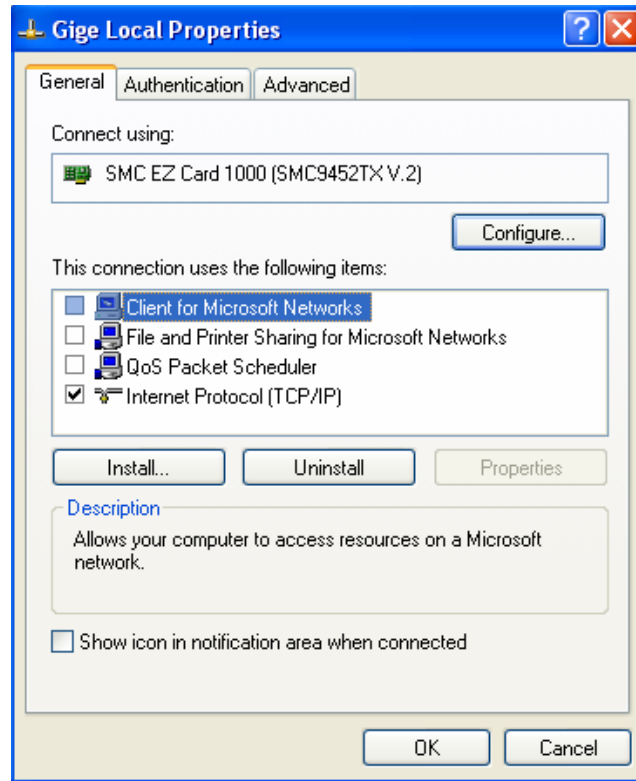 Gige Local Properties
General Authentication Advanced
Connect using:
SMC EZ Card 1000 (SMC9452TX V.2)
Configure...
This connection uses the following items:
Client for Microsoft Networks
File and Printer Sharing for Microsoft Networks
QoS Packet Scheduler
Internet Protocol (TCP/IP)
Install... Uninstall Properties
Description
Allows your computer to access resources on a Microsoft
network.
Show icon in notification area when connected
OK Cancel